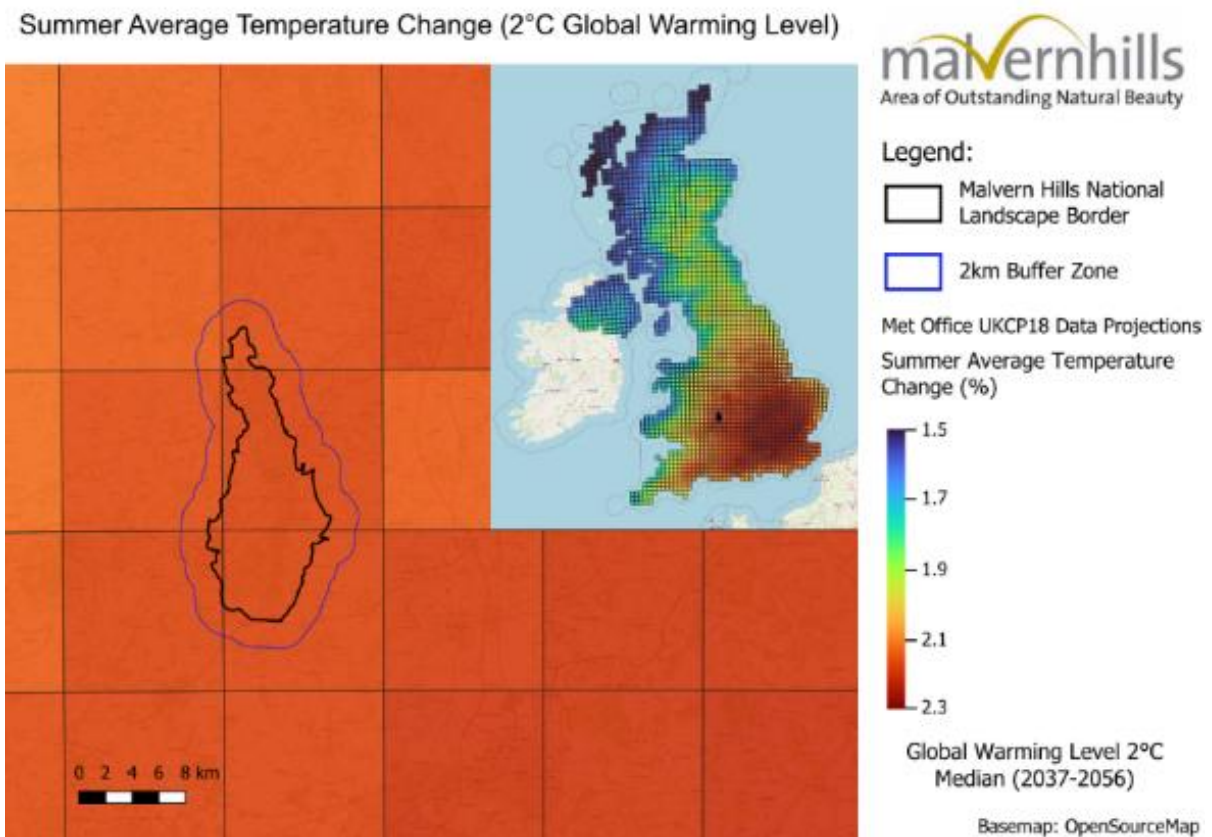 Summer Average Temperature Change (2°C Global Warming Level)
malvernhills
Area of Outstanding Natural Beauty
Legend:
Malvern Hills National
Landscape Border
2km Buffer Zone
Met Office UKCP18 Data Projections
Summer Average Temperature
Change (%)
1.5
1.7
1.9
2.1
2.3
0 2 4 6 8 km
Global Warming Level 2°C
Median (2037-2056)
Basemap: OpenSourceMap